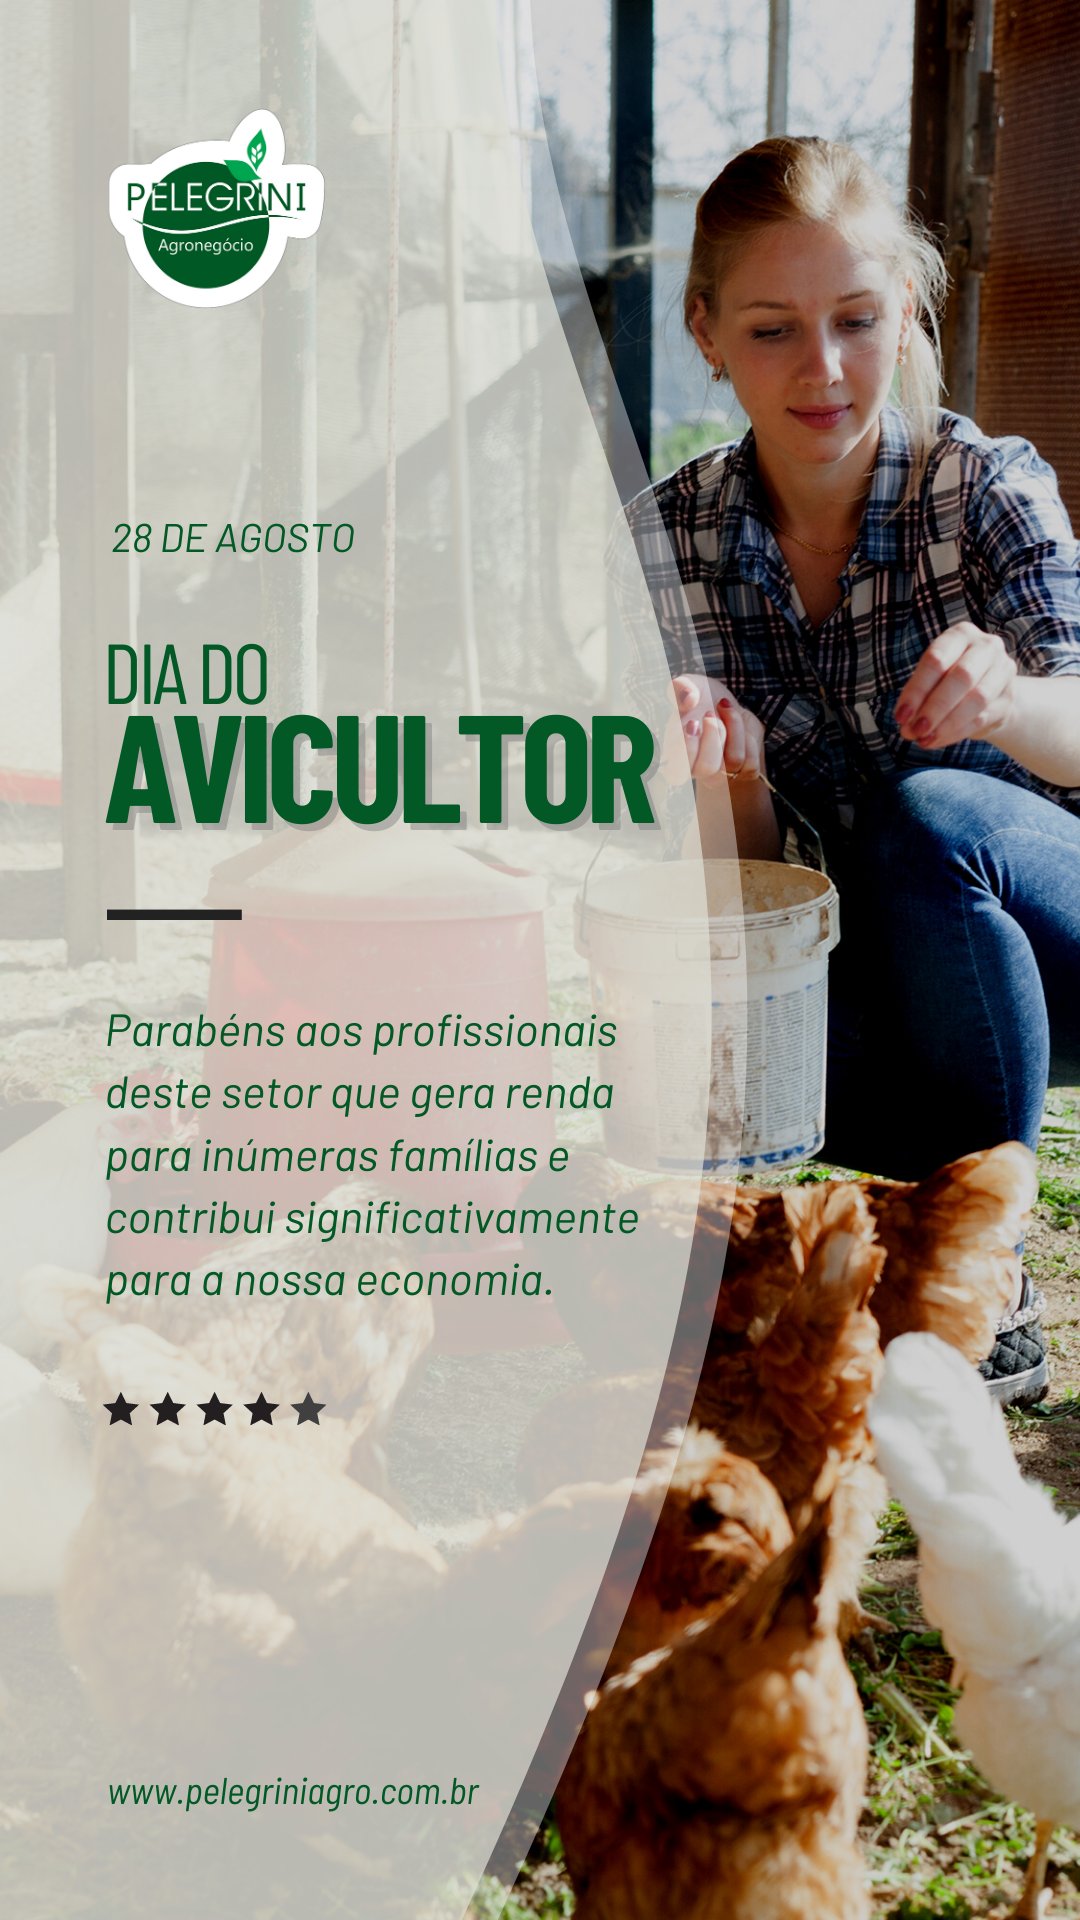 PELEGRINI
Agronegócio
28 DE AGOSTO
DIA DO
AVICULTOR
Parabéns aos profissionais
deste setor que gera renda
para inúmeras famílias e
contribui significativamente
para a nossa economia.
www.pelegriniagro.com.br